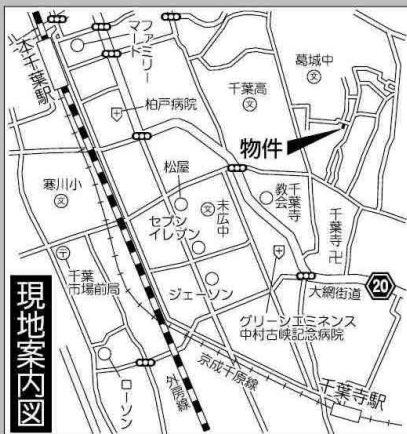 本千葉駅
ファミリー
マート
千葉高
葛城中
柏戸病院
物件
松屋
寒川小
末広中
千葉寺
教会
セブン
イレブン
千葉寺
千葉
市場前局
ジェーソン
大網街道
20
グリーンエミネンス
中村古峡記念病院
現地案内図
ローソン
外房線
京成千原線
千葉寺駅